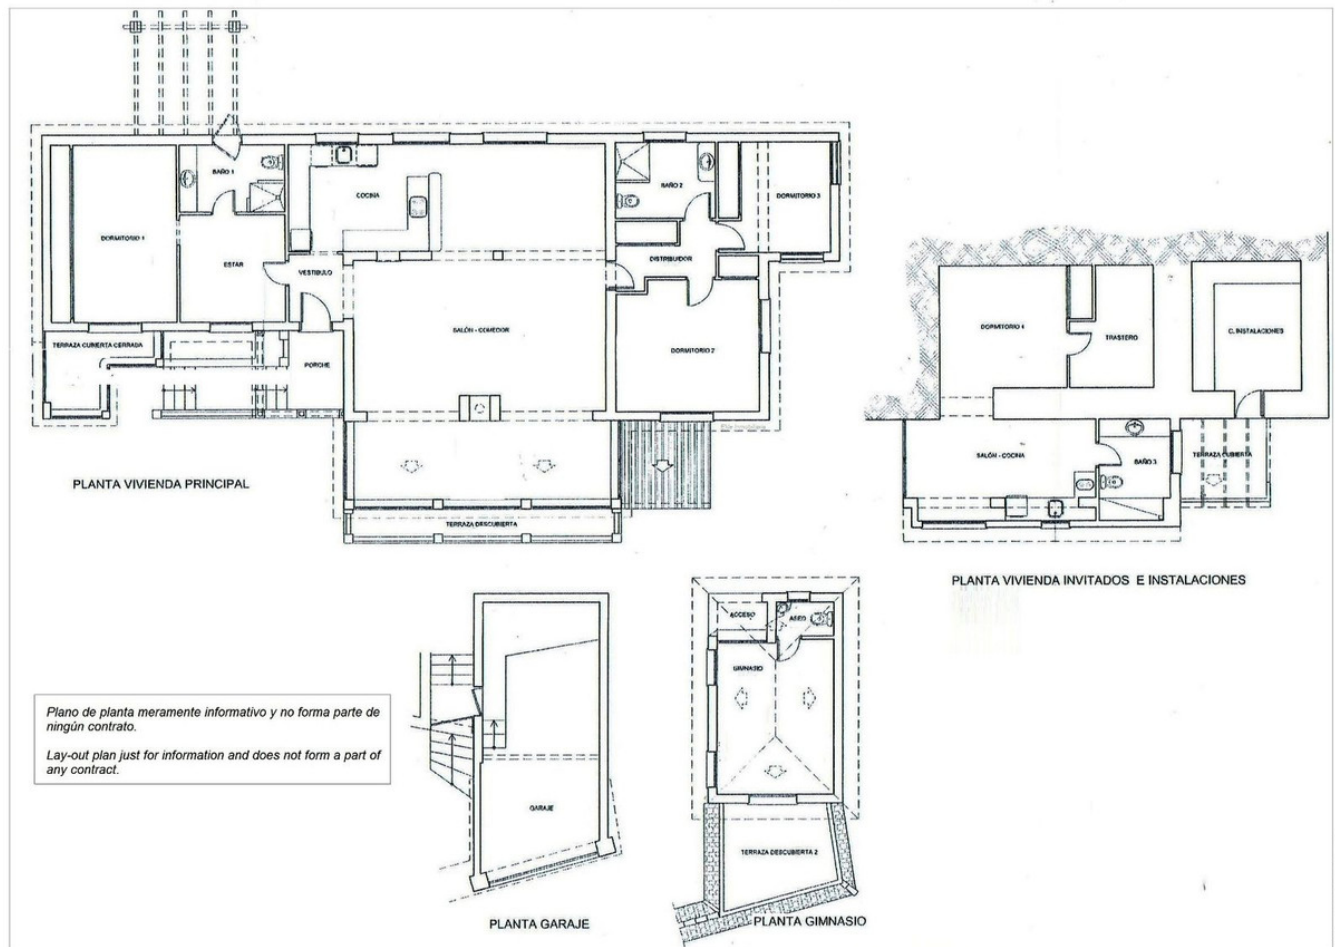 BAÑO 1
COCINA
BAÑO 2
DORMITORIO 3
DORMITORIO 1
ESTAR
VESTIBULO
DISTRIBUIDOR
SALÓN - COMEDOR
TERRAZA CUBIERTA CERRADA
PORCHE
DORMITORIO 2
TERRAZA DESCUBIERTA
PLANTA VIVIENDA PRINCIPAL
DORMITORIO 4
TRASTERO
C. INSTALACIONES
SALÓN - COCINA
BAÑO 3
TERRAZA CUBIERTA
PLANTA VIVIENDA INVITADOS E INSTALACIONES
GARAJE
PLANTA GARAJE
ACCESO
ASEO
GIMNASIO
TERRAZA DESCUBIERTA 2
PLANTA GIMNASIO
Plano de planta meramente informativo y no forma parte de
ningún contrato.
Lay-out plan just for information and does not form a part of
any contract.